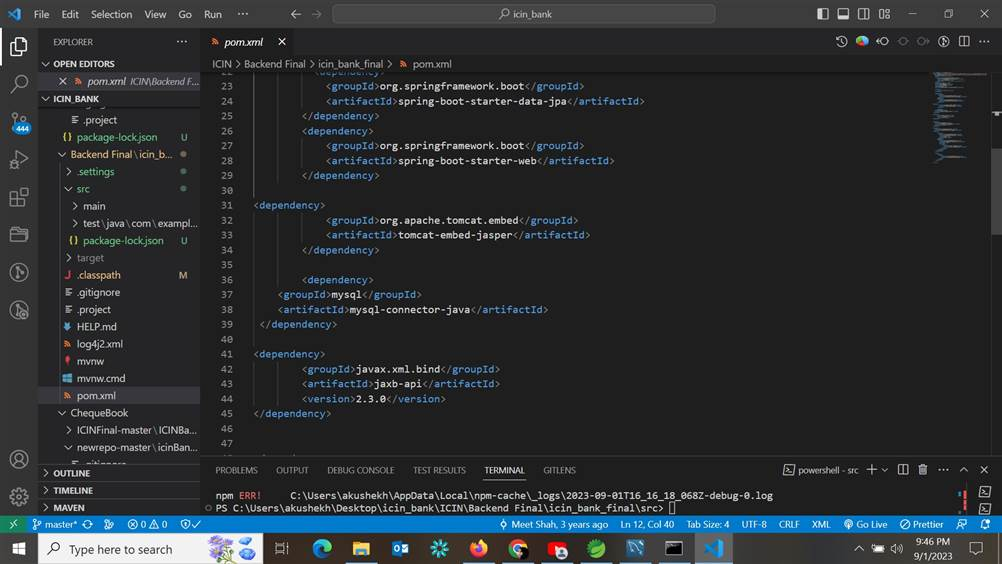 File Edit Selection View Go Run ···
icin_bank
EXPLORER ···
OPEN EDITORS
pom.xml ICIN\Backend F...
ICIN_BANK
.project
package-lock.json U
Backend Final\icin_b...
.settings
src
main
test\java\com\exampl...
package-lock.json U
target
.classpath M
.gitignore
.project
HELP.md
log4j2.xml
mvnw
mvnw.cmd
pom.xml
ChequeBook
ICINFinal-master\ICINBa...
newrepo-master\icinBan...
.gitignore
OUTLINE
TIMELINE
MAVEN
444
pom.xml
ICIN > Backend Final > icin_bank_final > pom.xml
22 <dependency>
23 <groupId>org.springframework.boot</groupId>
24 <artifactId>spring-boot-starter-data-jpa</artifactId>
25 </dependency>
26 <dependency>
27 <groupId>org.springframework.boot</groupId>
28 <artifactId>spring-boot-starter-web</artifactId>
29 </dependency>
30
31 <dependency>
32 <groupId>org.apache.tomcat.embed</groupId>
33 <artifactId>tomcat-embed-jasper</artifactId>
34 </dependency>
35
36 <dependency>
37 <groupId>mysql</groupId>
38 <artifactId>mysql-connector-java</artifactId>
39 </dependency>
40
41 <dependency>
42 <groupId>javax.xml.bind</groupId>
43 <artifactId>jaxb-api</artifactId>
44 <version>2.3.0</version>
45 </dependency>
46
47
PROBLEMS OUTPUT DEBUG CONSOLE TEST RESULTS TERMINAL GITLENS powershell - src
npm ERR! C:\Users\akushekh\AppData\Local\npm-cache\_logs\2023-09-01T16_16_18_068Z-debug-0.log
PS C:\Users\akushekh\Desktop\icin_bank\ICIN\Backend Final\icin_bank_final\src>
master* 0 0 Meet Shah, 3 years ago Ln 12, Col 40 Tab Size: 4 UTF-8 CRLF XML Go Live Prettier
Type here to search
9:46 PM
9/1/2023